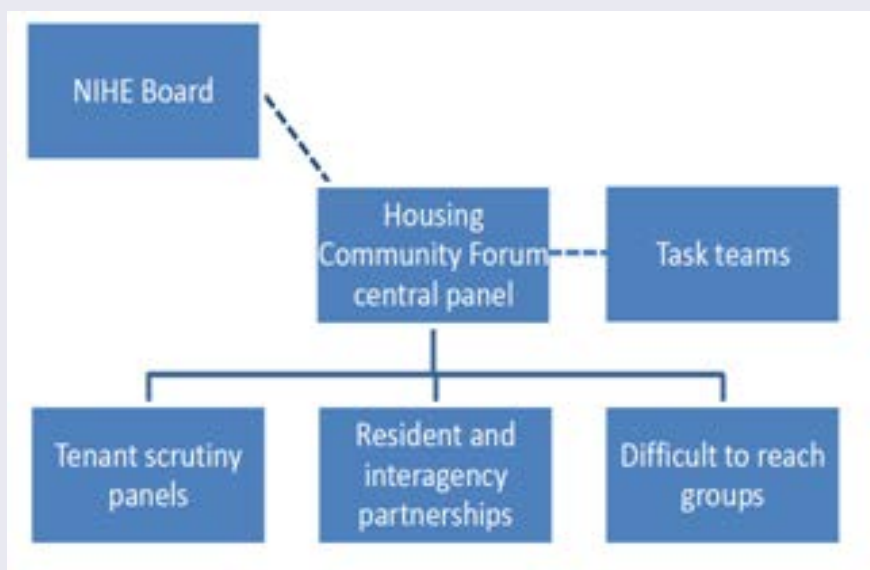 NIHE Board
Housing
Community Forum
central panel
Task teams
Tenant scrutiny
panels
Resident and
interagency
partnerships
Difficult to reach
groups